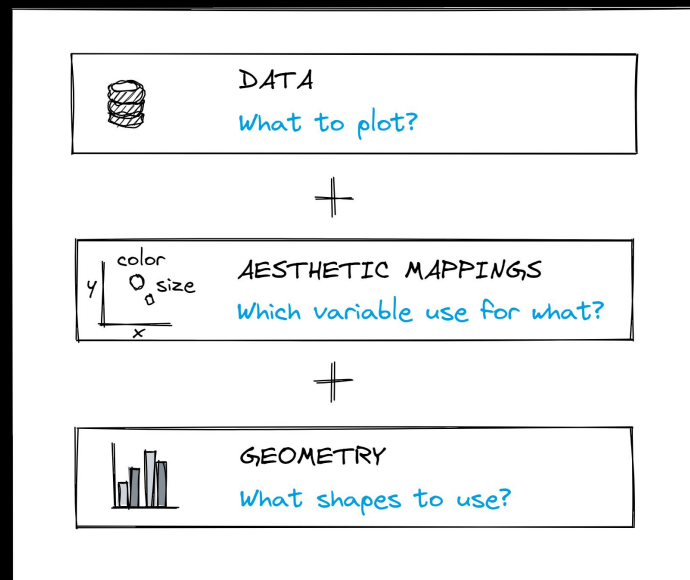 DATA
What to plot?
+
color
y
size
x
AESTHETIC MAPPINGS
Which variable use for what?
+
GEOMETRY
What shapes to use?